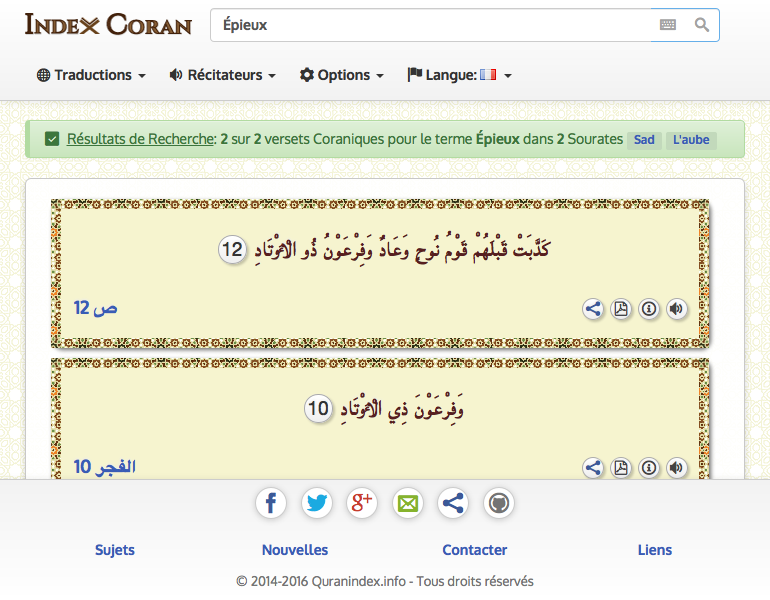 Index Coran
Épieux
Traductions
Récitateurs
Options
Langue:
Résultats de Recherche: 2 sur 2 versets Coraniques pour le terme Épieux dans 2 Sourates Sad L'aube
كَذَّبَتْ قَبْلَهُمْ قَوْمُ نُوحٍ وَعَادٌ وَفِرْعَوْنُ ذُو الْأَوْتَادِ 12
ص 12
وَفِرْعَوْنَ ذِي الْأَوْتَادِ 10
الفجر 10
Sujets Nouvelles Contacter Liens
© 2014-2016 Quranindex.info - Tous droits réservés